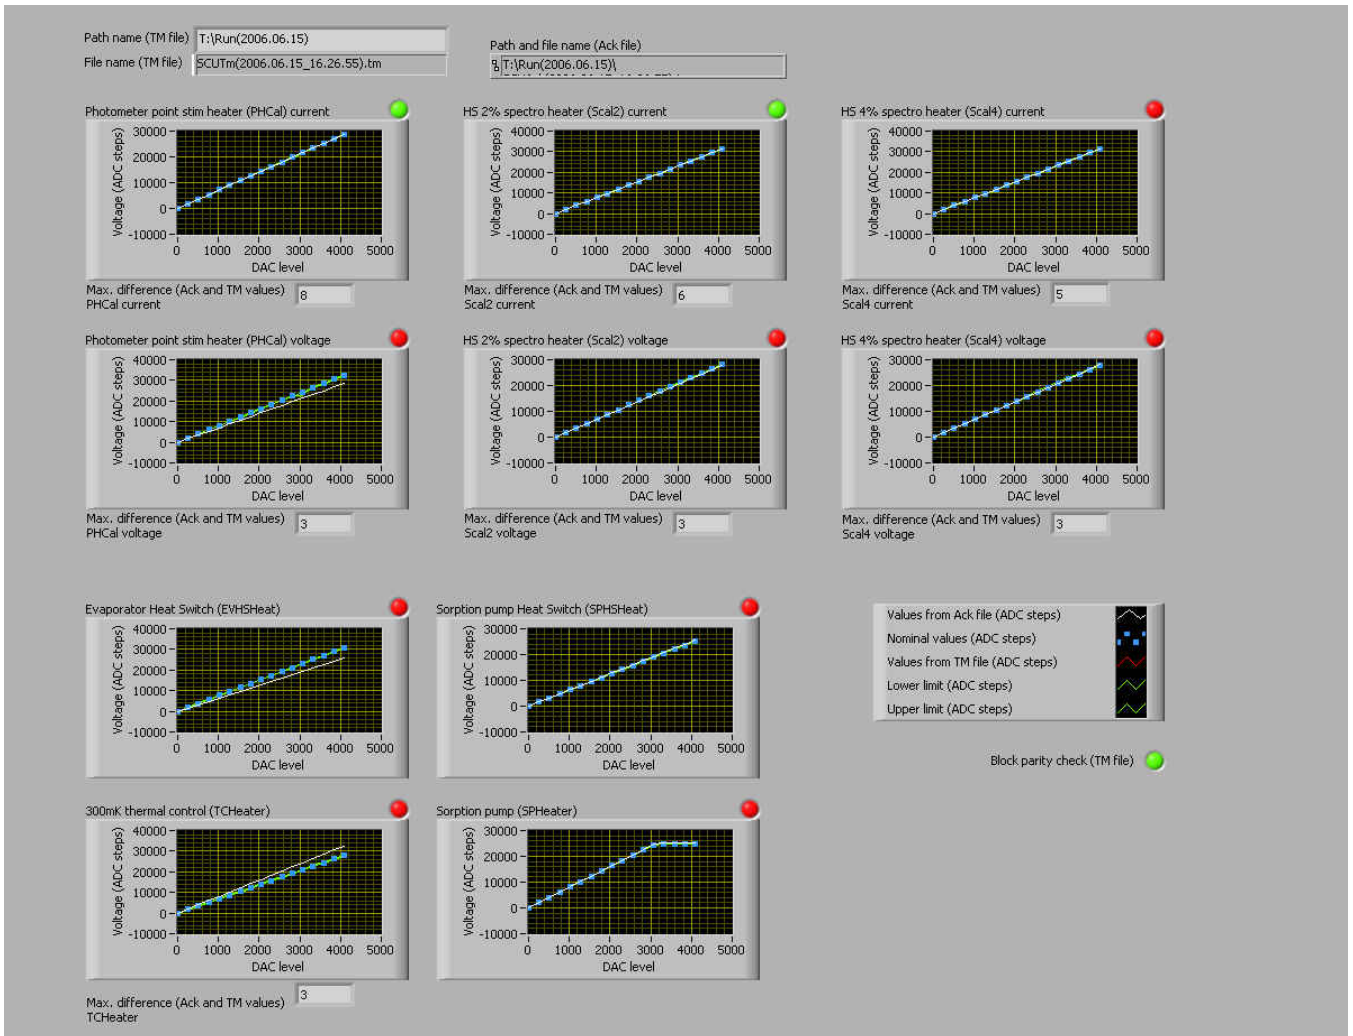 Path name (TM file) T:\Run(2006.06.15)
File name (TM file) SCUTm(2006.06.15_16.26.55).tm
Path and file name (Ack file)
T:\Run(2006.06.15)\
Photometer point stim heater (PHCal) current
Voltage (ADC steps)
30000
20000
10000
0
-10000
0 1000 2000 3000 4000 5000
DAC level
Max. difference (Ack and TM values) 8
PHCal current
HS 2% spectro heater (Scal2) current
Voltage (ADC steps)
40000
30000
20000
10000
0
-10000
0 1000 2000 3000 4000 5000
DAC level
Max. difference (Ack and TM values) 6
Scal2 current
HS 4% spectro heater (Scal4) current
Voltage (ADC steps)
40000
30000
20000
10000
0
-10000
0 1000 2000 3000 4000 5000
DAC level
Max. difference (Ack and TM values) 5
Scal4 current
Photometer point stim heater (PHCal) voltage
Voltage (ADC steps)
40000
30000
20000
10000
0
-10000
0 1000 2000 3000 4000 5000
DAC level
Max. difference (Ack and TM values) 3
PHCal voltage
HS 2% spectro heater (Scal2) voltage
Voltage (ADC steps)
30000
20000
10000
0
-10000
0 1000 2000 3000 4000 5000
DAC level
Max. difference (Ack and TM values) 3
Scal2 voltage
HS 4% spectro heater (Scal4) voltage
Voltage (ADC steps)
30000
20000
10000
0
-10000
0 1000 2000 3000 4000 5000
DAC level
Max. difference (Ack and TM values) 3
Scal4 voltage
Evaporator Heat Switch (EVHSHeat)
Voltage (ADC steps)
40000
30000
20000
10000
0
-10000
0 1000 2000 3000 4000 5000
DAC level
Sorption pump Heat Switch (SPHSHeat)
Voltage (ADC steps)
30000
20000
10000
0
-10000
0 1000 2000 3000 4000 5000
DAC level
Values from Ack file (ADC steps)
Nominal values (ADC steps)
Values from TM file (ADC steps)
Lower limit (ADC steps)
Upper limit (ADC steps)
Block parity check (TM file)
300mK thermal control (TCHeater)
Voltage (ADC steps)
40000
30000
20000
10000
0
-10000
0 1000 2000 3000 4000 5000
DAC level
Max. difference (Ack and TM values) 3
TCHeater
Sorption pump (SPHeater)
Voltage (ADC steps)
30000
20000
10000
0
-10000
0 1000 2000 3000 4000 5000
DAC level